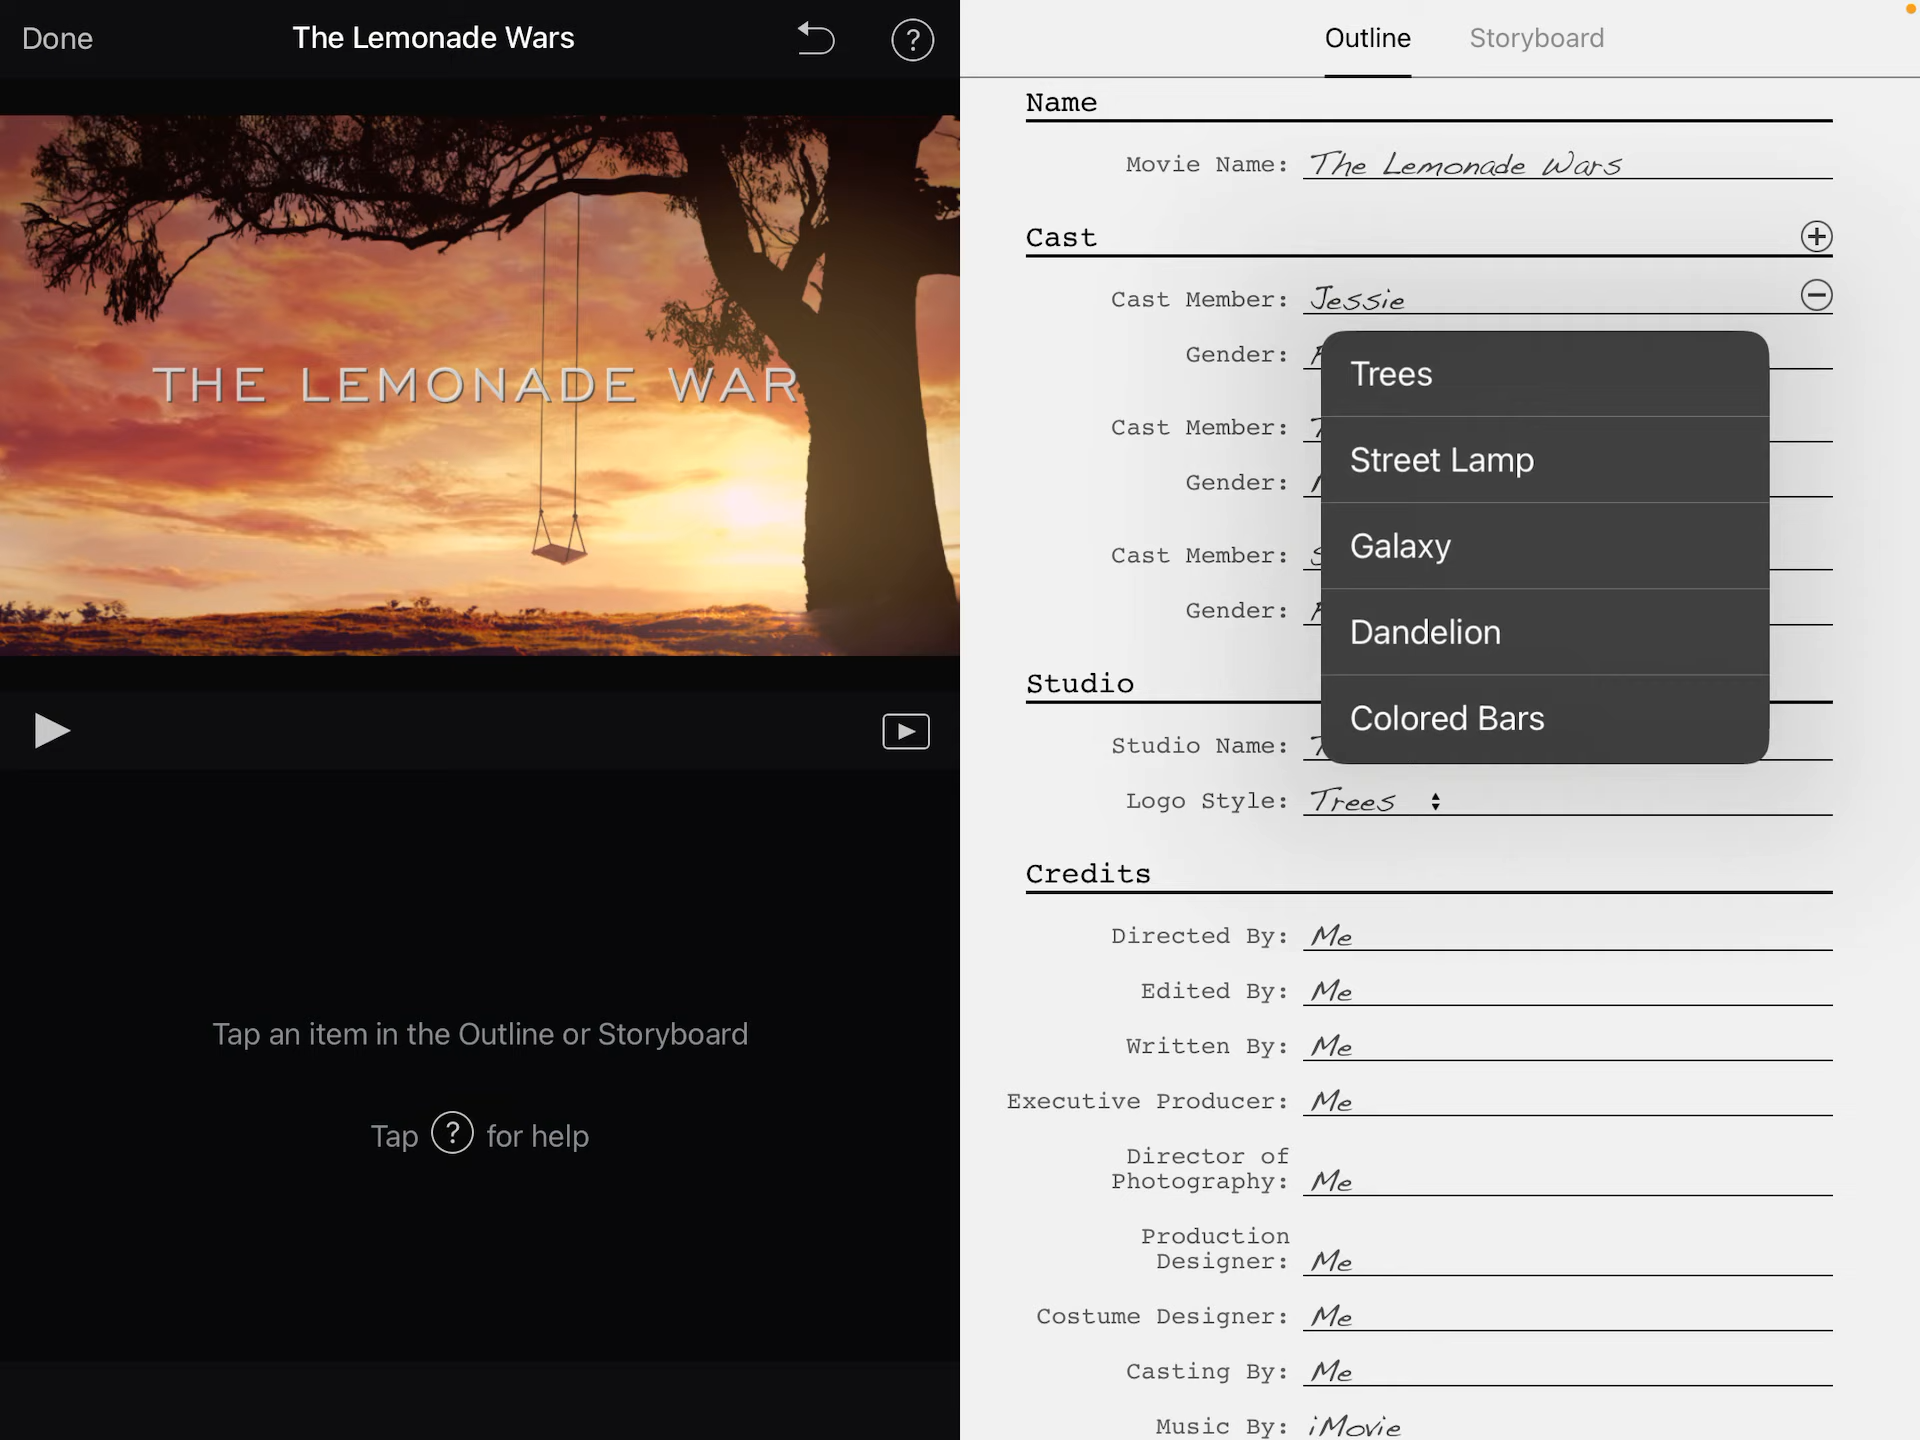 Done
The Lemonade Wars
?
THE LEMONADE WAR
Tap an item in the Outline or Storyboard
Tap ? for help
Outline
Storyboard
Name
Movie Name: The Lemonade Wars
Cast
Cast Member: Jessie
Gender:
Cast Member:
Gender:
Cast Member:
Gender:
Trees
Street Lamp
Galaxy
Dandelion
Colored Bars
Studio
Studio Name:
Logo Style: Trees
Credits
Directed By: Me
Edited By: Me
Written By: Me
Executive Producer: Me
Director of
Photography: Me
Production
Designer: Me
Costume Designer: Me
Casting By: Me
Music By: iMovie